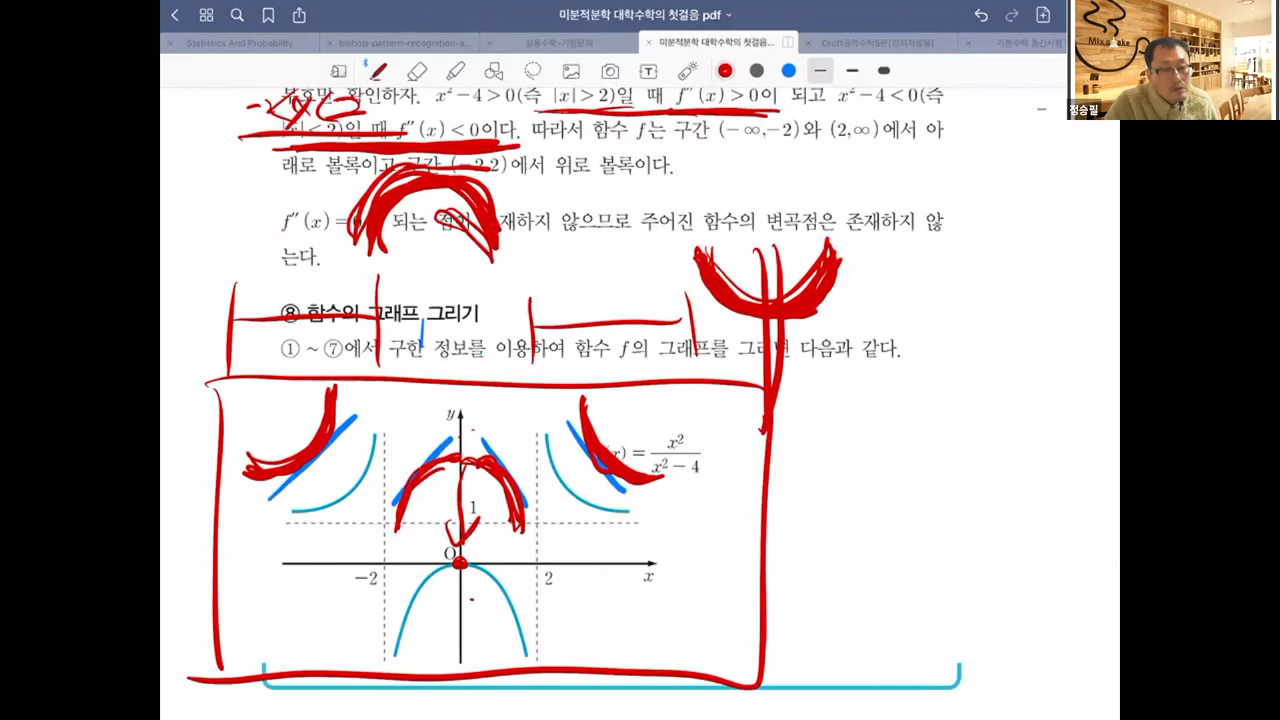 미분적분학 대학수학의 첫걸음 pdf
Statistics And Probability
bishop-pattern-recognition-a...
실용수학-기말문제
미분적분학 대학수학의 첫걸음...
Croft공학수학5판(강의자료용)
기본수학 중간시험
정승필
부호만 확인하자. x²-4>0(즉 |x|>2)일 때 f″(x)>0이 되고 x²-4<0(즉
-2<x<2
|x|<2)일 때 f″(x)<0이다. 따라서 함수 f는 구간 (-∞,-2)와 (2,∞)에서 아
래로 볼록이고 구간 (-2,2)에서 위로 볼록이다.
f″(x)= 되는 재하지 않으므로 주어진 함수의 변곡점은 존재하지 않
는다.
⑧ 함수의 그래프 그리기
① ~ ⑦에서 구한 정보를 이용하여 함수 f의 그래프를 그리면 다음과 같다.
y
(x) = x²/(x²-4)
1
O
-2
2
x